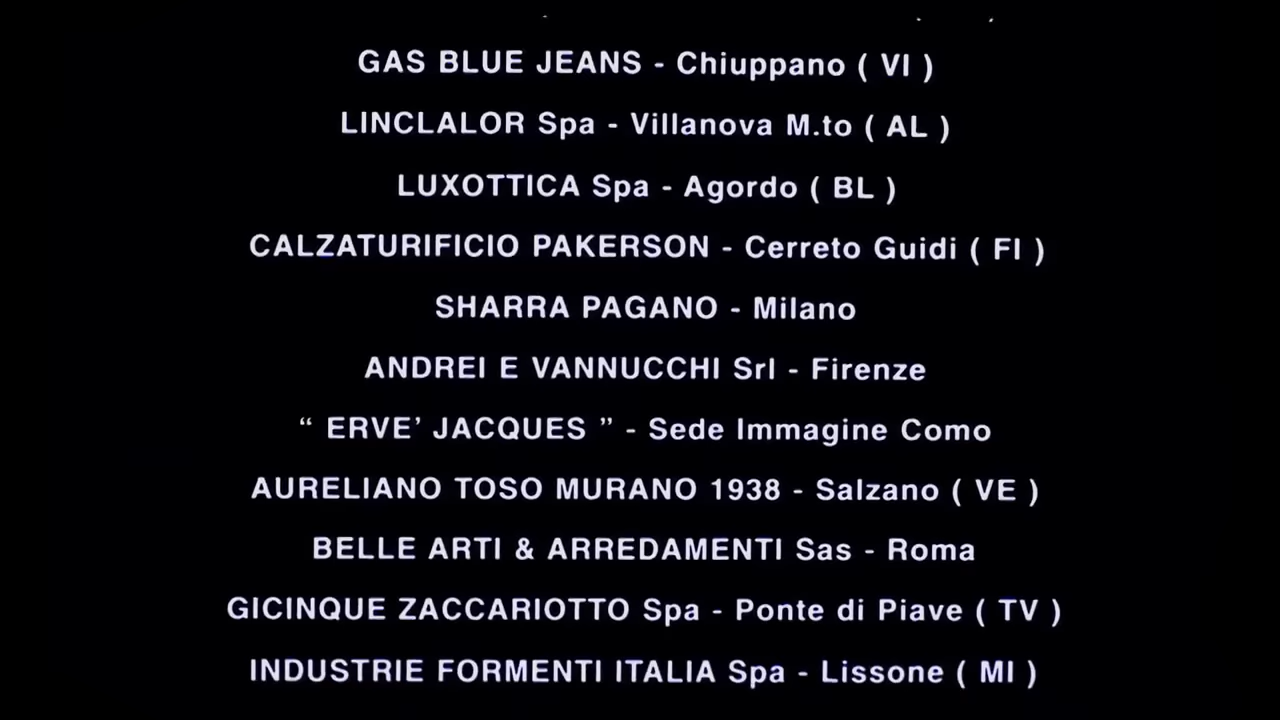 GAS BLUE JEANS - Chiuppano ( VI )
LINCLALOR Spa - Villanova M.to ( AL )
LUXOTTICA Spa - Agordo ( BL )
CALZATURIFICIO PAKERSON - Cerreto Guidi ( FI )
SHARRA PAGANO - Milano
ANDREI E VANNUCCHI Srl - Firenze
“ ERVE’ JACQUES ” - Sede Immagine Como
AURELIANO TOSO MURANO 1938 - Salzano ( VE )
BELLE ARTI & ARREDAMENTI Sas - Roma
GICINQUE ZACCARIOTTO Spa - Ponte di Piave ( TV )
INDUSTRIE FORMENTI ITALIA Spa - Lissone ( MI )